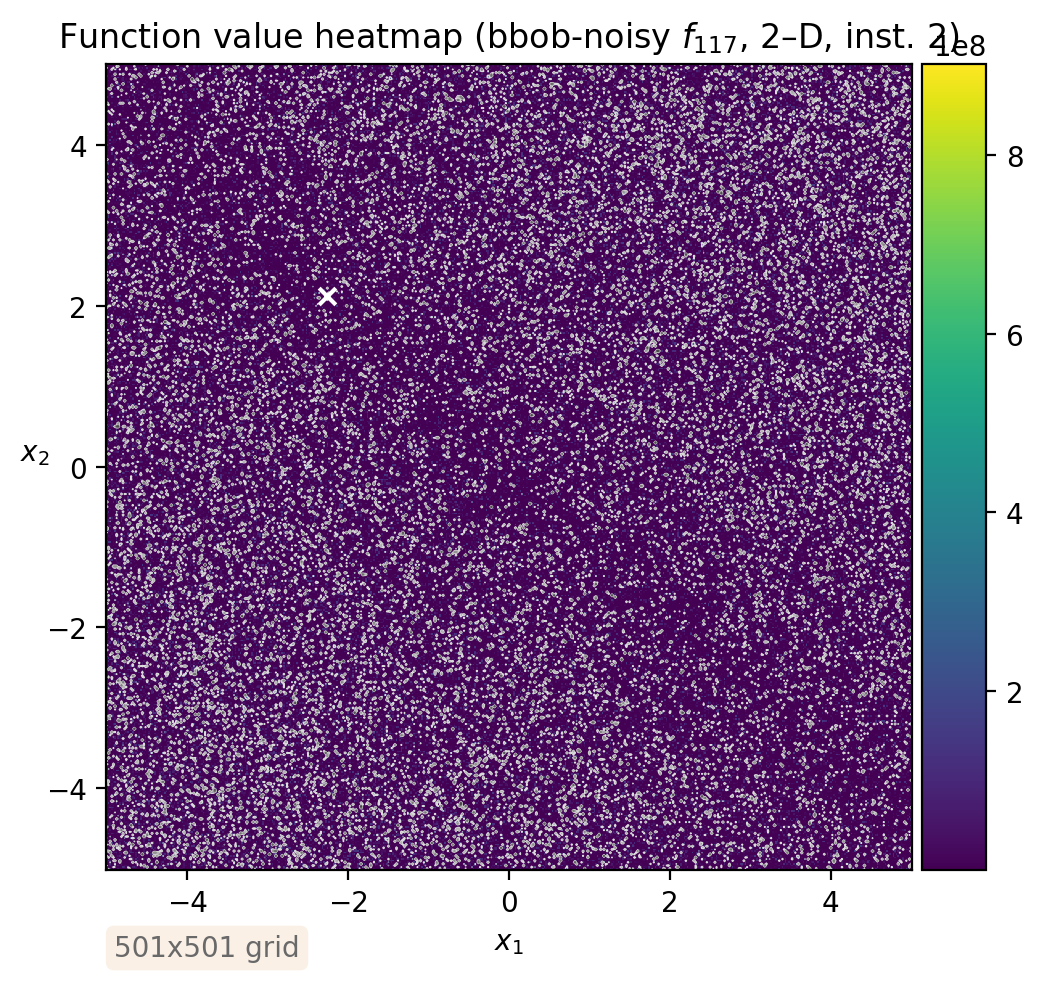 Function value heatmap (bbob-noisy f117, 2–D, inst. 2)
1e8
4
2
0
−2
−4
x2
8
6
4
2
−4
−2
0
2
4
x1
501x501 grid